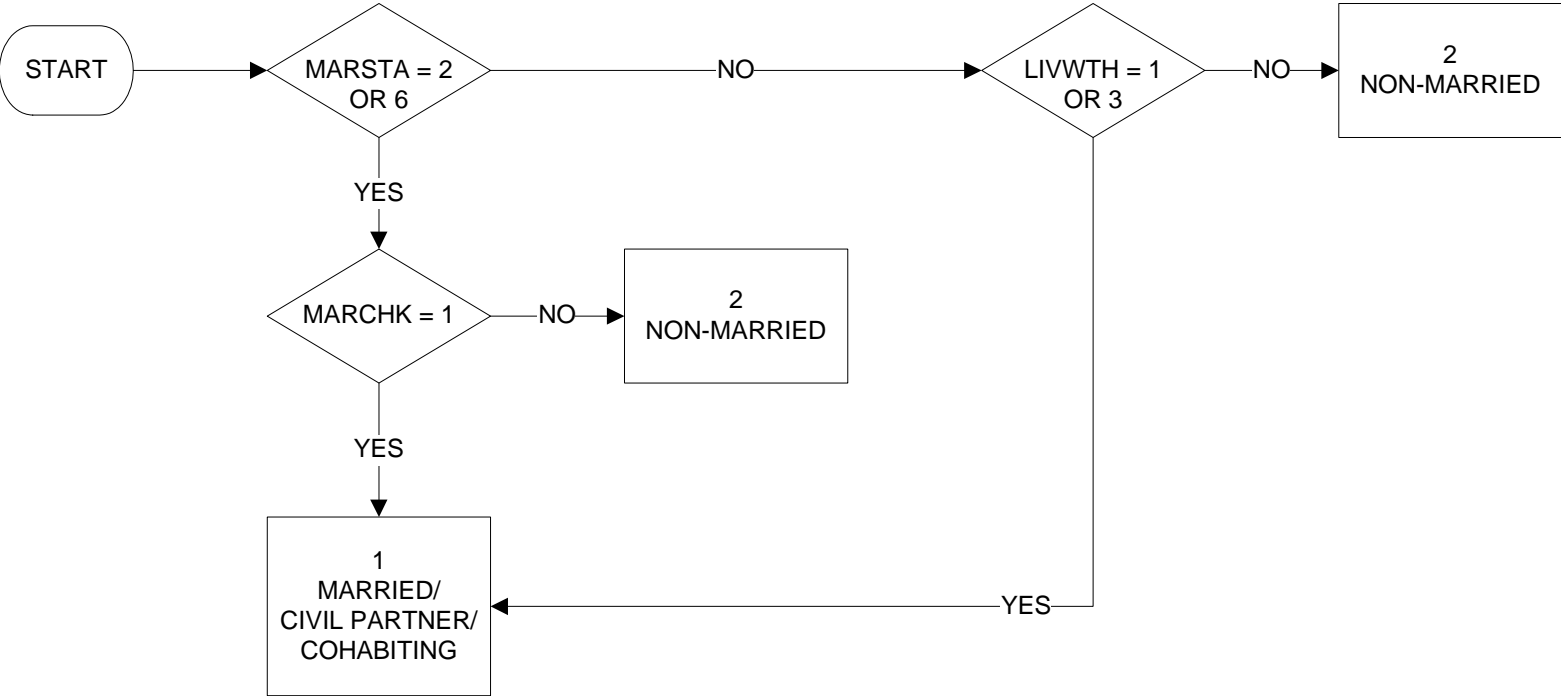 START
MARSTA = 2
OR 6
NO
LIVWTH = 1
OR 3
NO
2
NON-MARRIED
YES
MARCHK = 1
NO
2
NON-MARRIED
YES
1
MARRIED/
CIVIL PARTNER/
COHABITING
YES